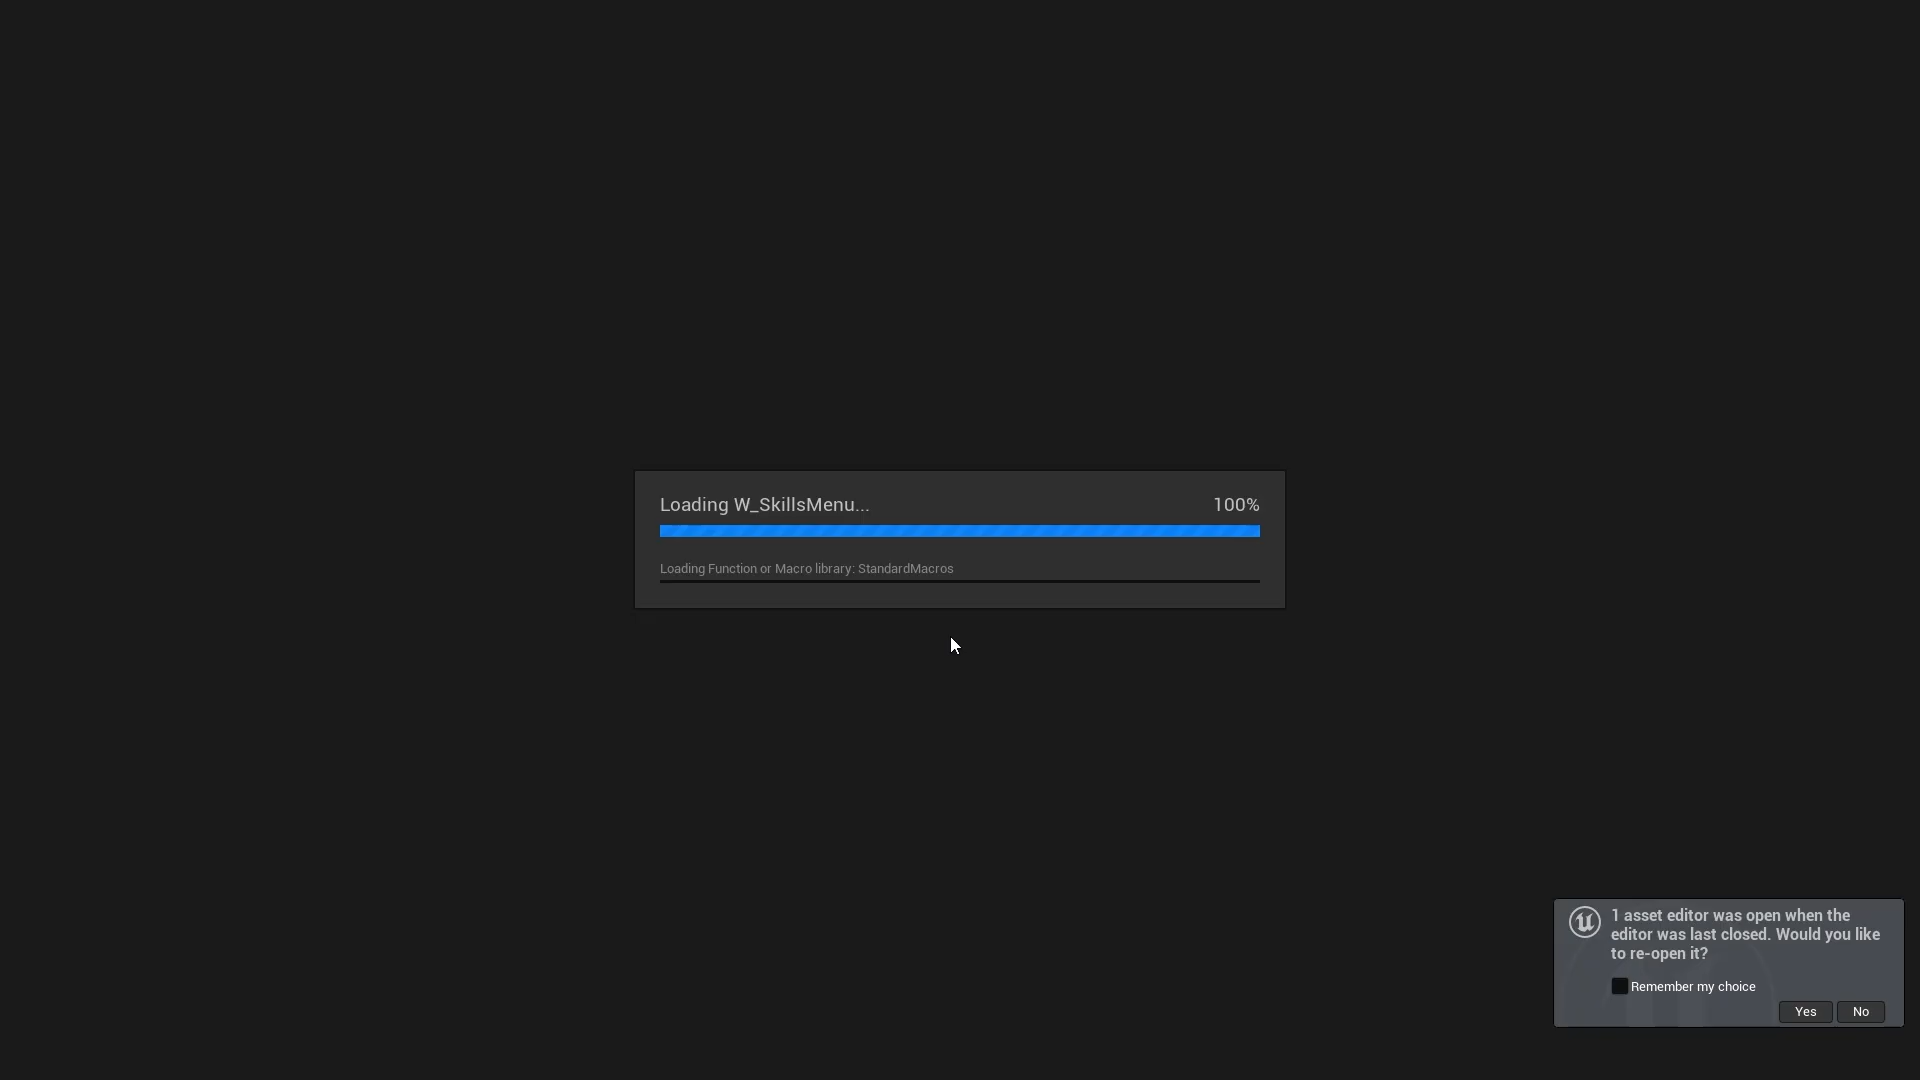 Loading W_SkillsMenu...
100%
Loading Function or Macro library: StandardMacros
1 asset editor was open when the
editor was last closed. Would you like
to re-open it?
Remember my choice
Yes
No